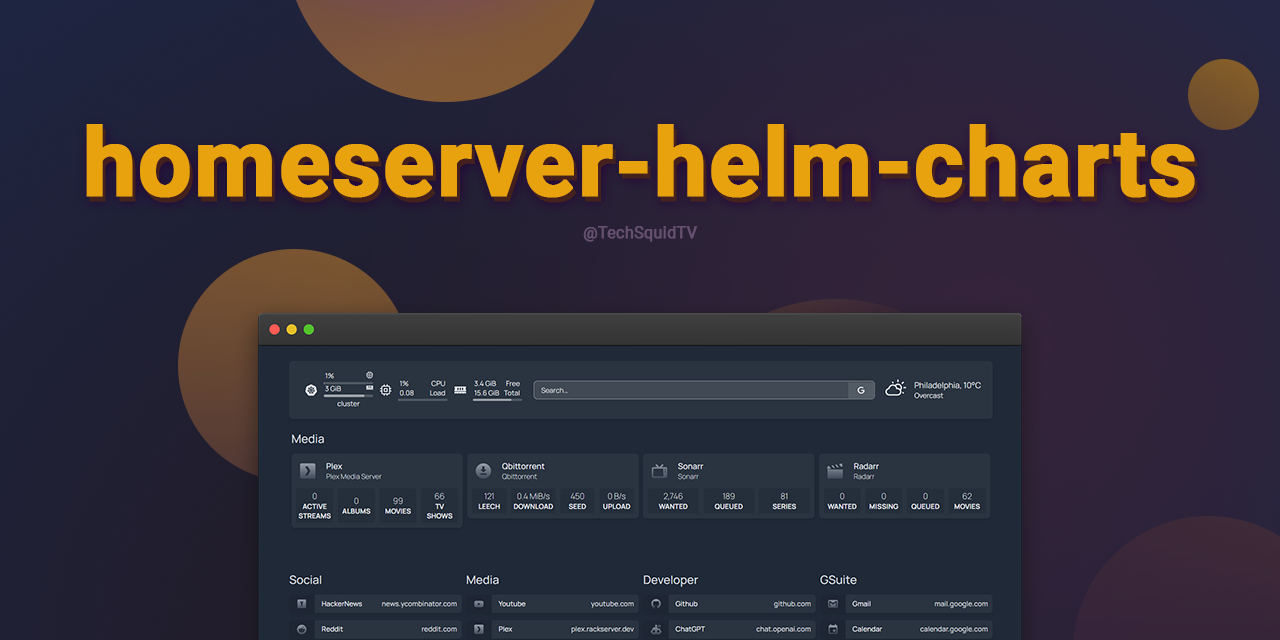 homeserver-helm-charts
@TechSquidTV
1%
3 GiB
cluster
1% CPU
0.08 Load
3.4 GiB Free
15.6 GiB Total
Search...
G
Philadelphia, 10°C
Overcast
Media
Plex
Plex Media Server
0 ACTIVE STREAMS
0 ALBUMS
99 MOVIES
66 TV SHOWS
Qbittorrent
Qbittorrent
121 LEECH
0.4 MiB/s DOWNLOAD
450 SEED
0 B/s UPLOAD
Sonarr
Sonarr
2,746 WANTED
189 QUEUED
81 SERIES
Radarr
Radarr
0 WANTED
0 MISSING
0 QUEUED
62 MOVIES
Social
HackerNews news.ycombinator.com
Reddit reddit.com
Media
Youtube youtube.com
Plex plex.rackserver.dev
Developer
Github github.com
ChatGPT chat.openai.com
GSuite
Gmail mail.google.com
Calendar calendar.google.com